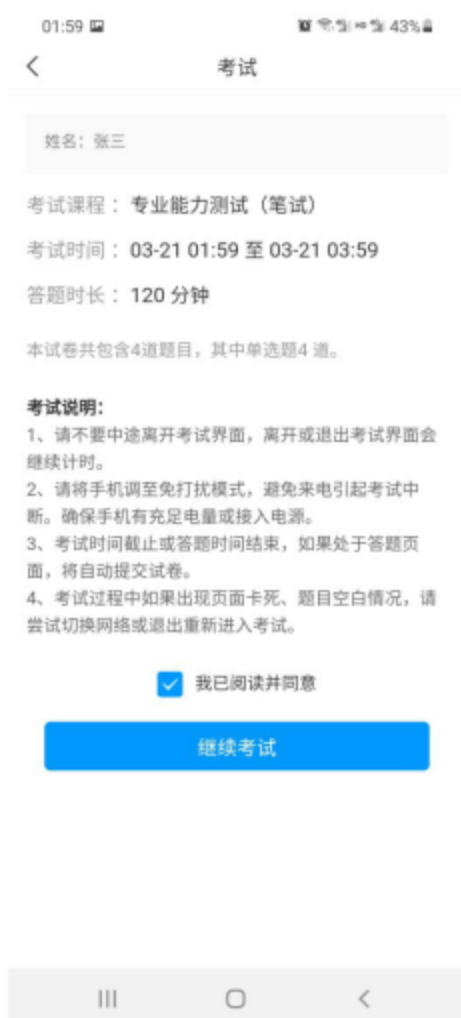 01:59 43%
考试
姓名：张三
考试课程：专业能力测试（笔试）
考试时间：03-21 01:59 至 03-21 03:59
答题时长：120 分钟
本试卷共包含4道题目，其中单选题4 道。
考试说明：
1、请不要中途离开考试界面，离开或退出考试界面会
继续计时。
2、请将手机调至免打扰模式，避免来电引起考试中
断。确保手机有充足电量或接入电源。
3、考试时间截止或答题时间结束，如果处于答题页
面，将自动提交试卷。
4、考试过程中如果出现页面卡死、题目空白情况，请
尝试切换网络或退出重新进入考试。
我已阅读并同意
继续考试